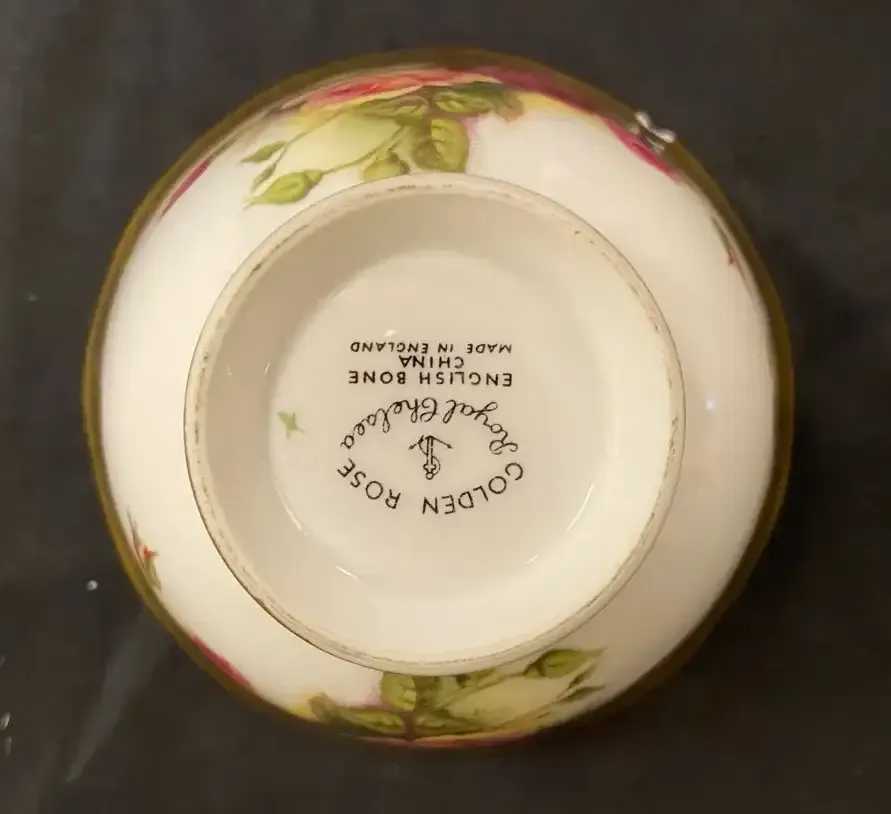 GOLDEN ROSE
Royal Chelsea
ENGLISH BONE
CHINA
MADE IN ENGLAND